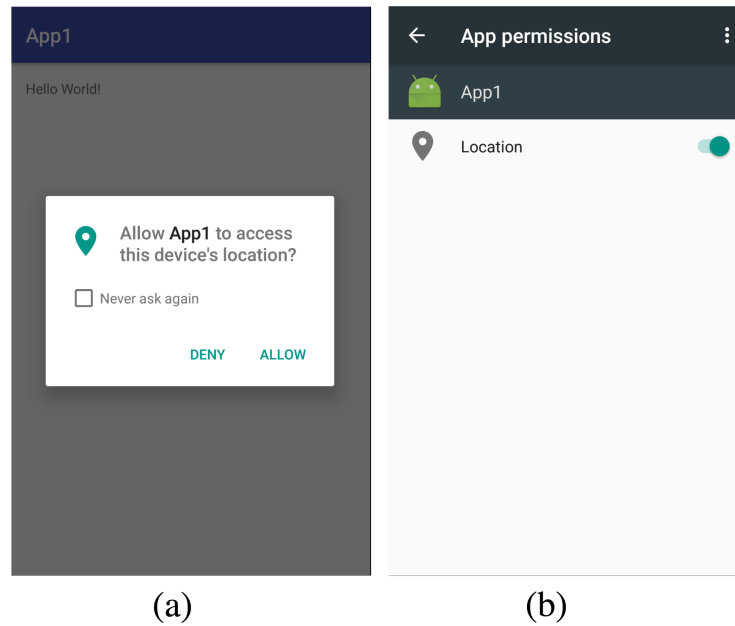 App1
Hello World!
Allow App1 to access
this device's location?
Never ask again
DENY ALLOW
(a)
App permissions
App1
Location
(b)